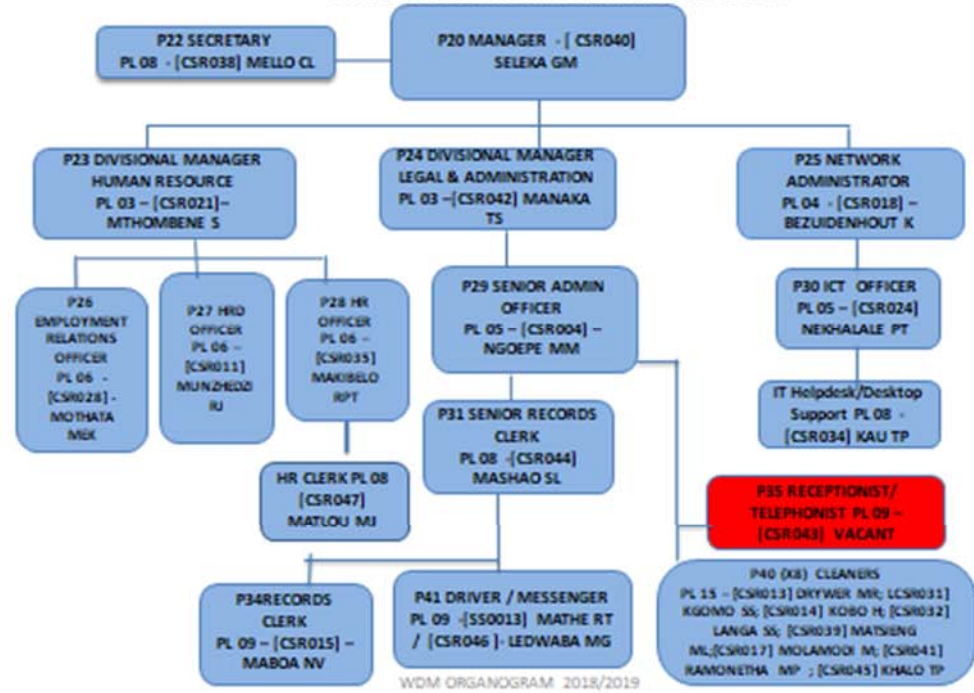 P22 SECRETARY
PL 08 - [CSR038] MELLO CL
P20 MANAGER - [ CSR040]
SELEKA GM
P23 DIVISIONAL MANAGER
HUMAN RESOURCE
PL 03 – [CSR021]–
MTHOMBENE S
P24 DIVISIONAL MANAGER
LEGAL & ADMINISTRATION
PL 03 –[CSR042] MANAKA
TS
P25 NETWORK
ADMINISTRATOR
PL 04 - [CSR018] –
BEZUIDENHOUT K
P26
EMPLOYMENT
RELATIONS
OFFICER
PL 06 -
[CSR028] -
MOTHATA
MEK
P27 HRD
OFFICER
PL 06 –
[CSR011]
MUNZHEDZI
RJ
P28 HR
OFFICER
PL 06 –
[CSR035]
MAKIBELO
RPT
P29 SENIOR ADMIN
OFFICER
PL 05 – [CSR004] –
NGOEPE MM
P30 ICT OFFICER
PL 05 – [CSR024]
NEKHALALE PT
P31 SENIOR RECORDS
CLERK
PL 08 -[CSR044]
MASHAO SL
IT Helpdesk/Desktop
Support PL 08 -
[CSR034] KAU TP
HR CLERK PL 08
[CSR047]
MATLOU MJ
P35 RECEPTIONIST/
TELEPHONIST PL 09 –
[CSR043] VACANT
P34RECORDS
CLERK
PL 09 – [CSR015] –
MABOA NV
P41 DRIVER / MESSENGER
PL 09 -[SS0013] MATHE RT
/ [CSR046 ]- LEDWABA MG
P40 (X8) CLEANERS
PL 15 – [CSR013] DRYWER MR; LCSR031]
KGOMO SS; [CSR014] KOBO H; [CSR032]
LANGA SS; [CSR039] MATSIENG
ML;[CSR017] MOLAMODI M; [CSR041]
RAMONETHA MP ; [CSR045] KHALO TP
WDM ORGANOGRAM 2018/2019